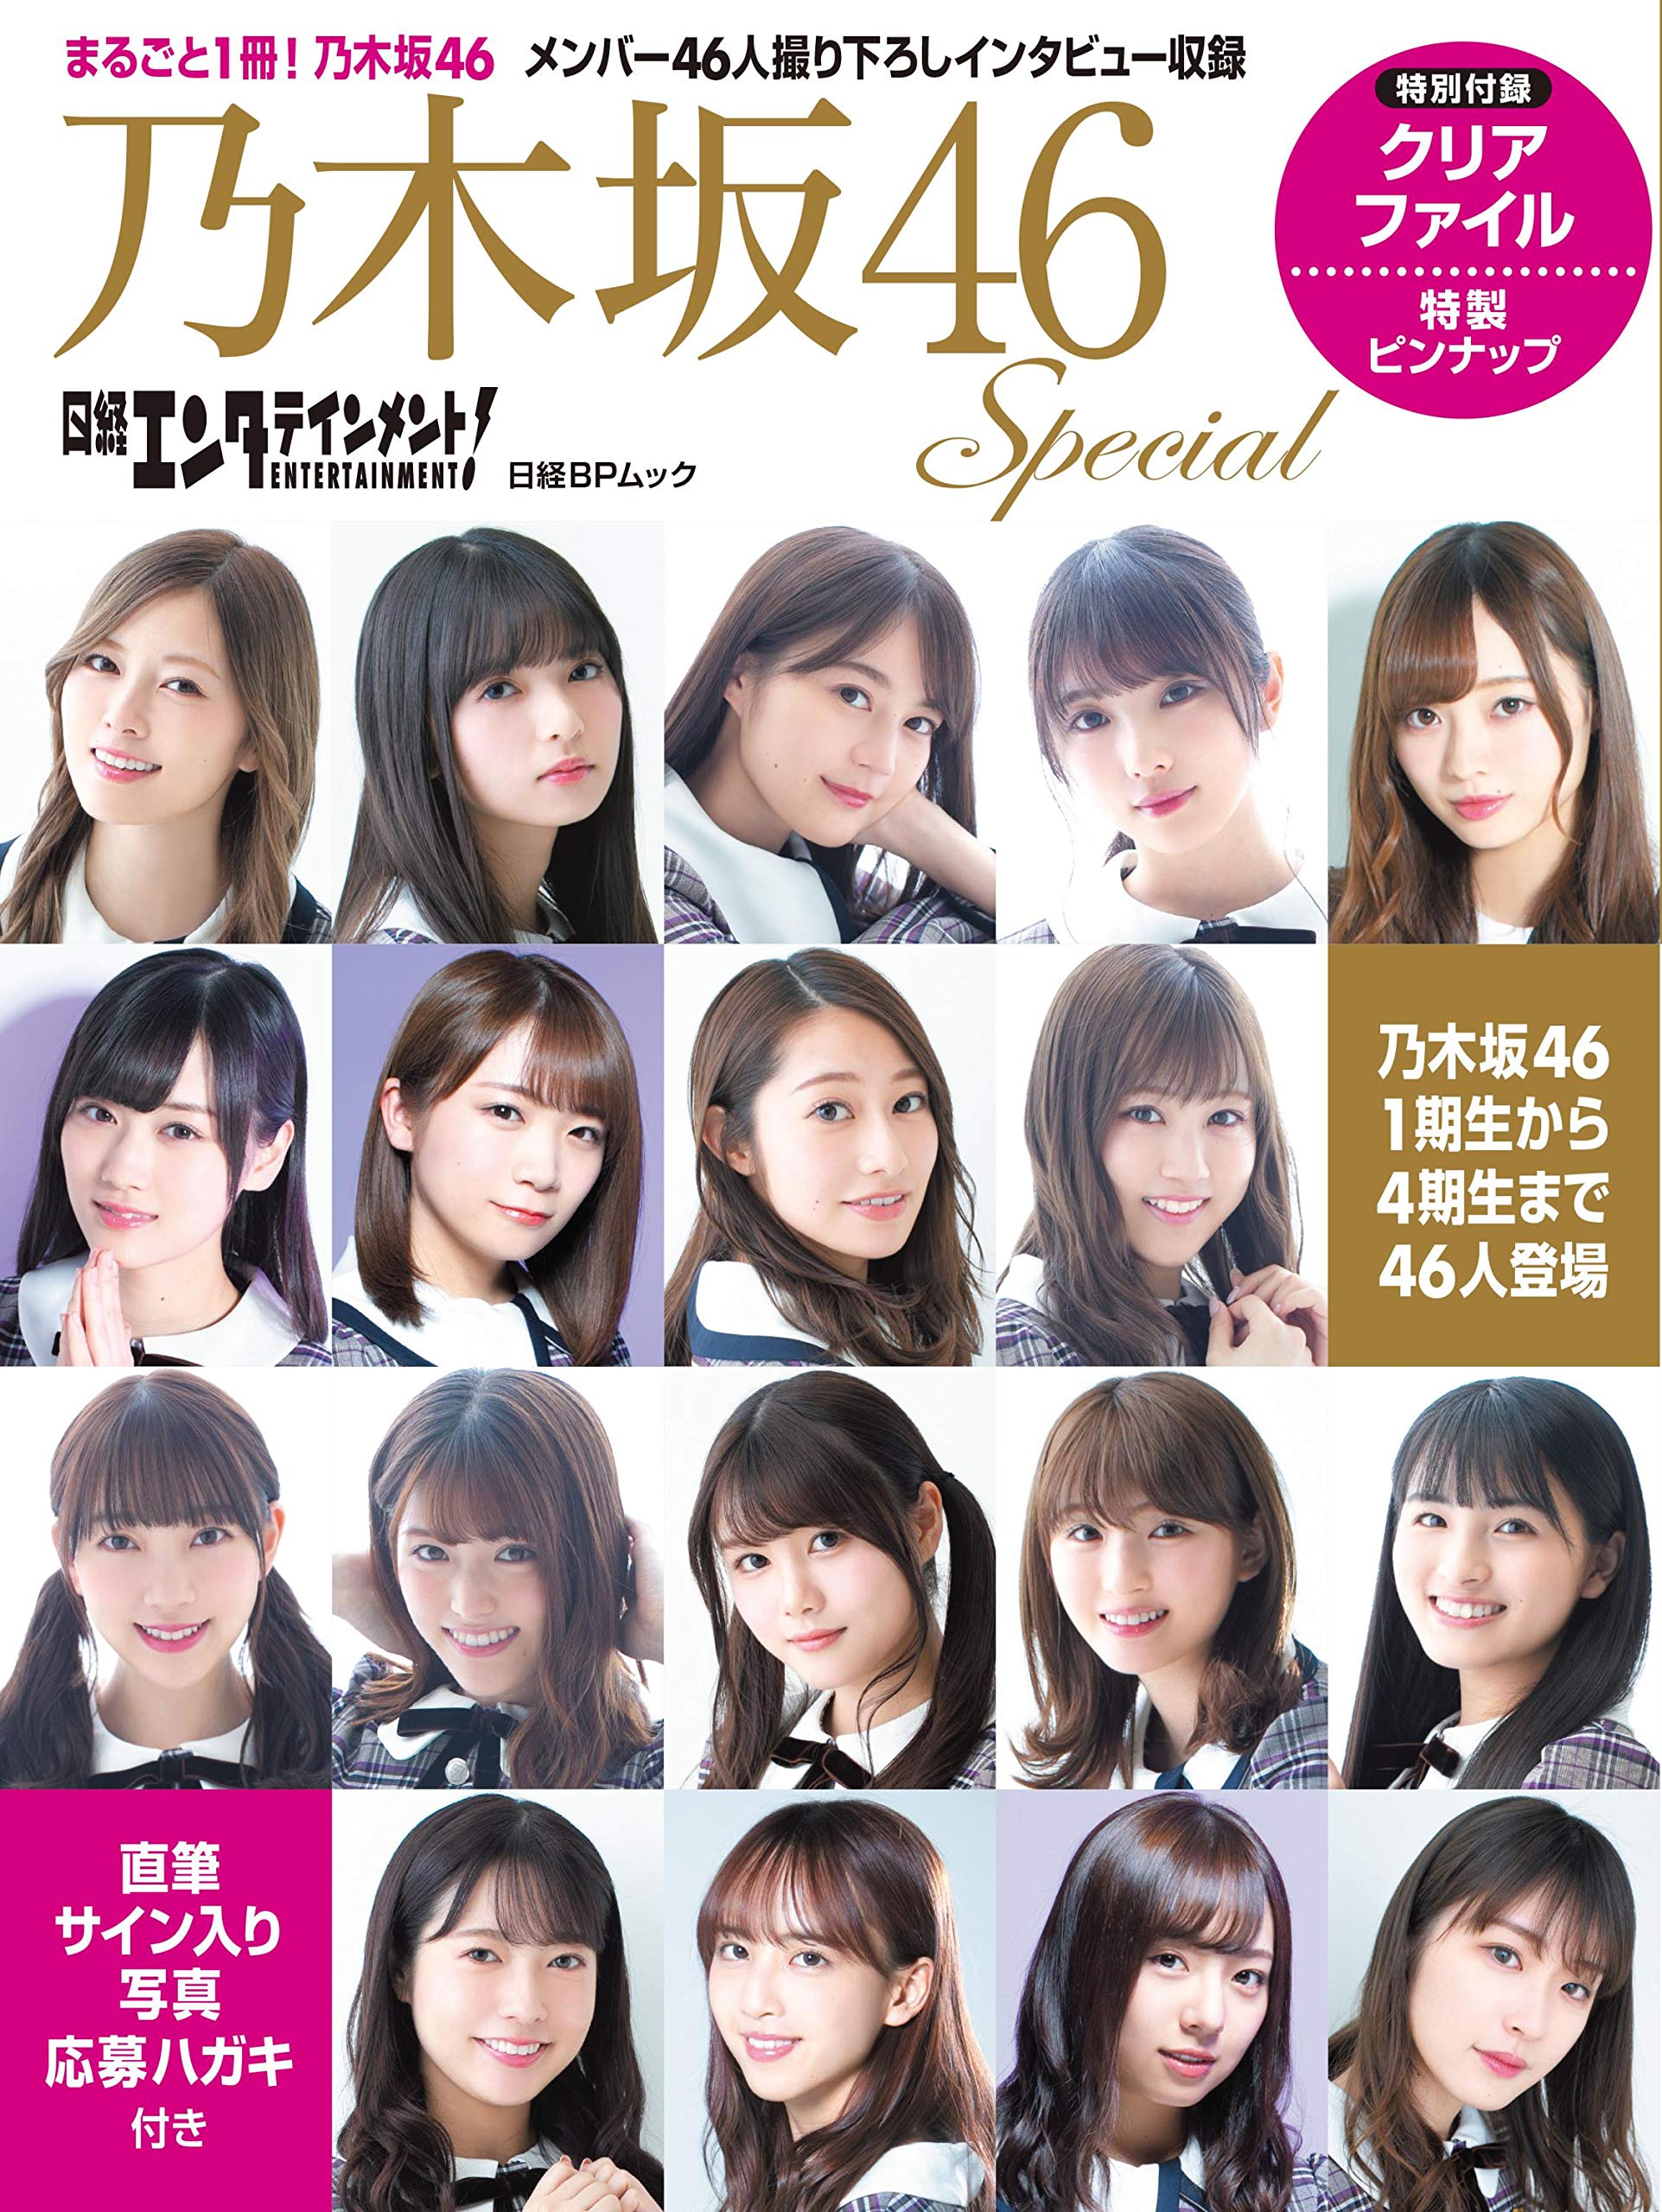 まるごと1冊！乃木坂46 メンバー46人撮り下ろしインタビュー収録
乃木坂46
Special
特別付録
クリア
ファイル
特製
ピンナップ
日経エンタテインメント！
ENTERTAINMENT!
日経BPムック
乃木坂46
1期生から
4期生まで
46人登場
直筆
サイン入り
写真
応募ハガキ
付き